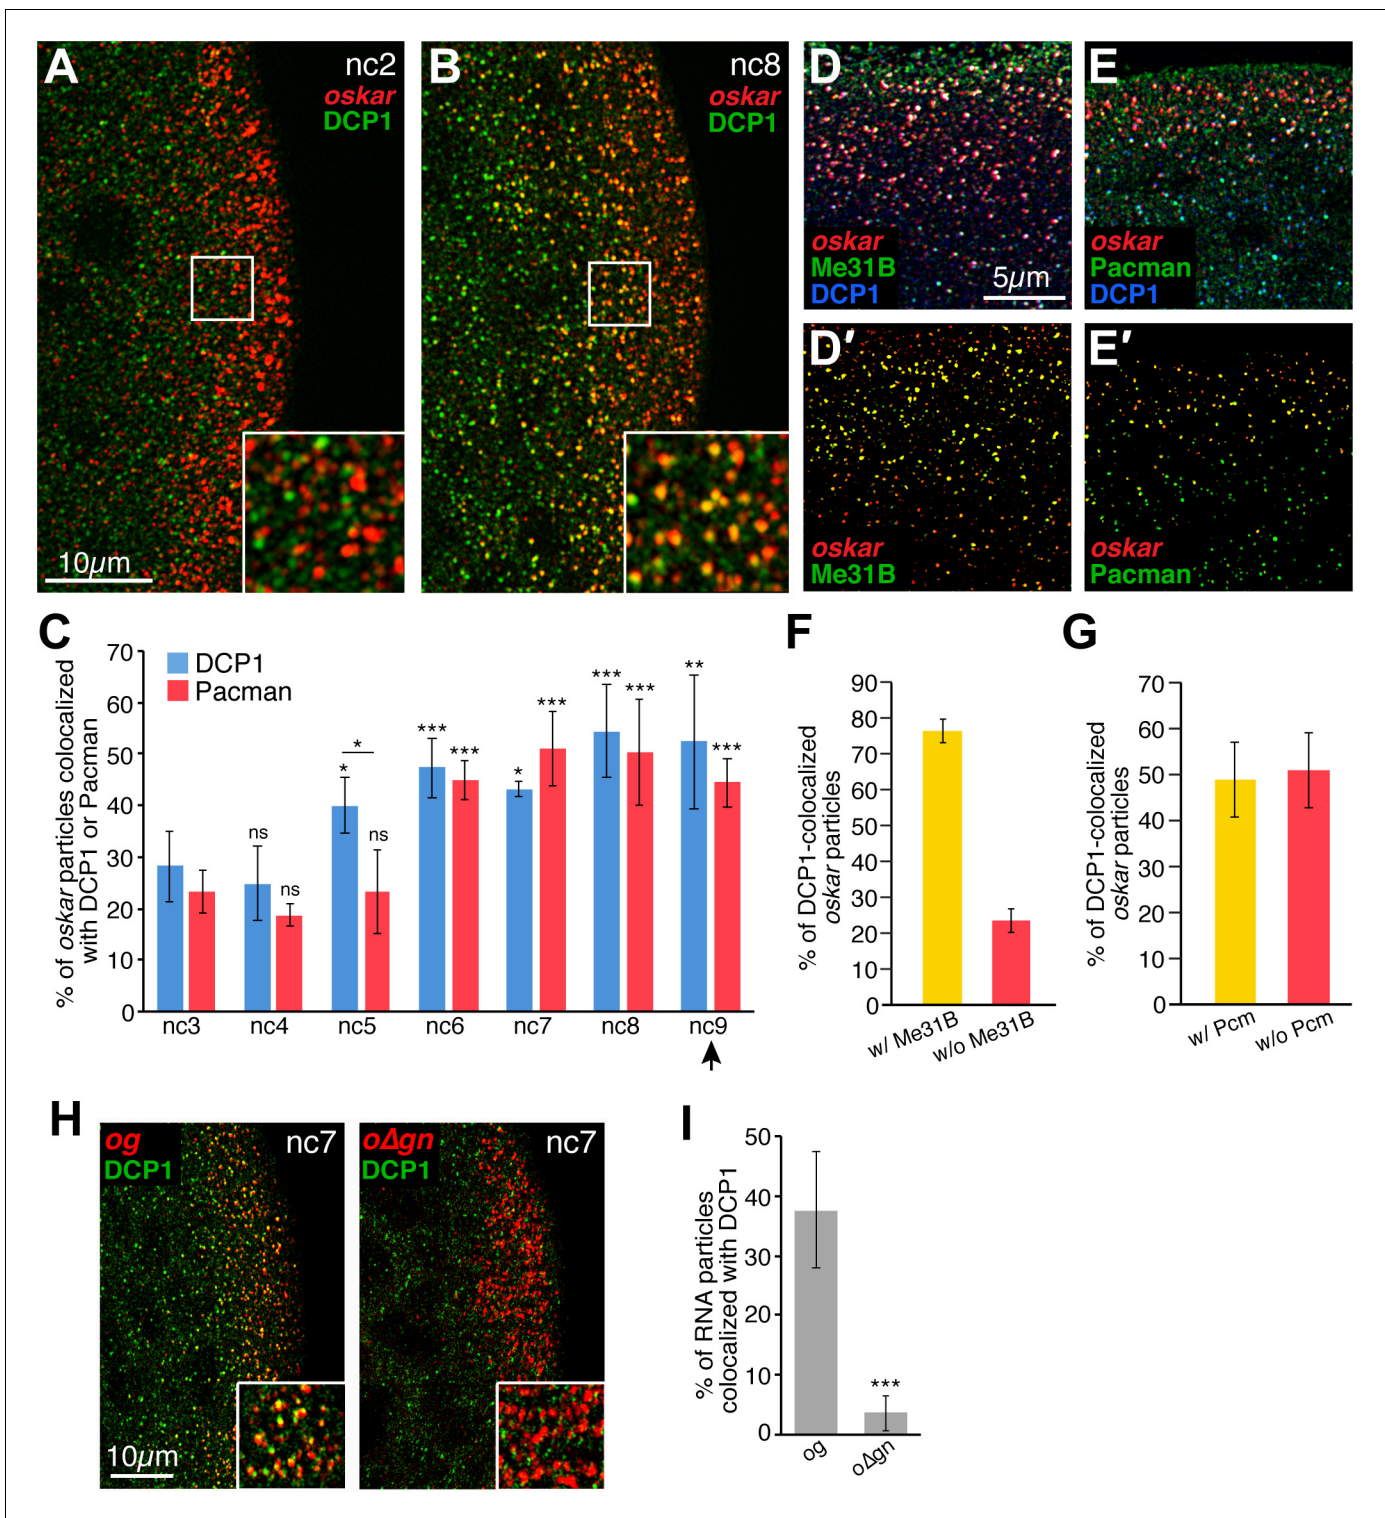 A
nc2
oskar
DCP1
10µm
B
nc8
oskar
DCP1
D
oskar
Me31B
DCP1
5µm
E
oskar
Pacman
DCP1
D′
oskar
Me31B
E′
oskar
Pacman
C
% of oskar particles colocalized
with DCP1 or Pacman
70
60
50
40
30
20
10
0
DCP1
Pacman
ns
ns
*
*
ns
***
***
*
***
***
***
**
***
nc3
nc4
nc5
nc6
nc7
nc8
nc9
F
% of DCP1-colocalized
oskar particles
90
80
70
60
50
40
30
20
10
0
w/ Me31B
w/o Me31B
G
% of DCP1-colocalized
oskar particles
70
60
50
40
30
20
10
0
w/ Pcm
w/o Pcm
H
og
DCP1
nc7
10µm
oΔgn
DCP1
nc7
I
% of RNA particles
colocalized with DCP1
50
40
30
20
10
0
***
og
oΔgn